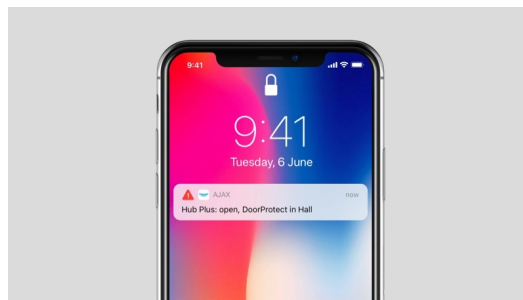 9:41
9:41
Tuesday, 6 June
AJAX now
Hub Plus: open, DoorProtect in Hall